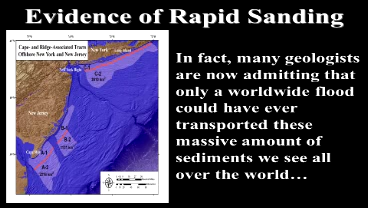 Evidence of Rapid Sanding
Cape- and Ridge-Associated Tracts
Offshore New York and New Jersey
New York
New Jersey
In fact, many geologists
are now admitting that
only a worldwide flood
could have ever
transported these
massive amount of
sediments we see all
over the world...